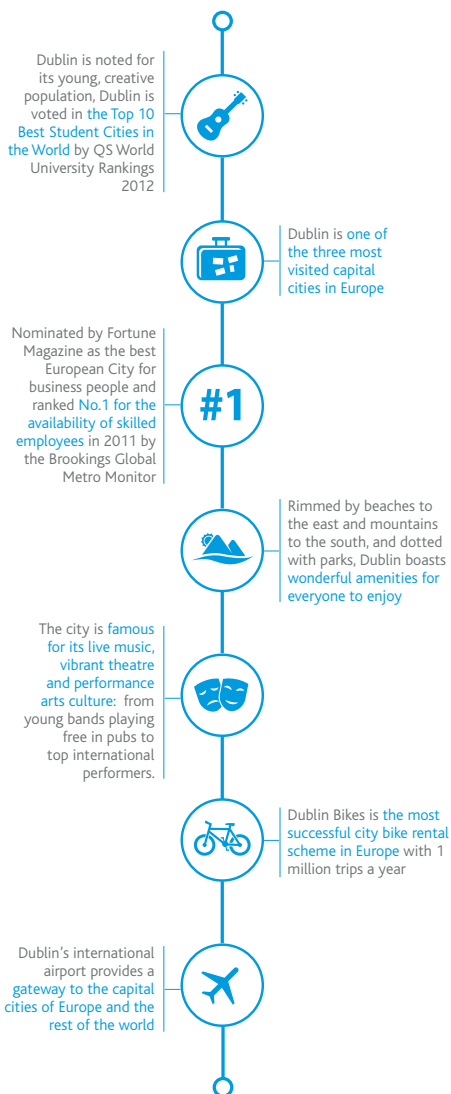 Dublin is noted for
its young, creative
population, Dublin is
voted in the Top 10
Best Student Cities in
the World by QS World
University Rankings
2012
Dublin is one of
the three most
visited capital
cities in Europe
Nominated by Fortune
Magazine as the best
European City for
business people and
ranked No.1 for the
availability of skilled
employees in 2011 by
the Brookings Global
Metro Monitor
#1
Rimmed by beaches to
the east and mountains
to the south, and dotted
with parks, Dublin boasts
wonderful amenities for
everyone to enjoy
The city is famous
for its live music,
vibrant theatre
and performance
arts culture: from
young bands playing
free in pubs to
top international
performers.
Dublin Bikes is the most
successful city bike rental
scheme in Europe with 1
million trips a year
Dublin's international
airport provides a
gateway to the capital
cities of Europe and the
rest of the world